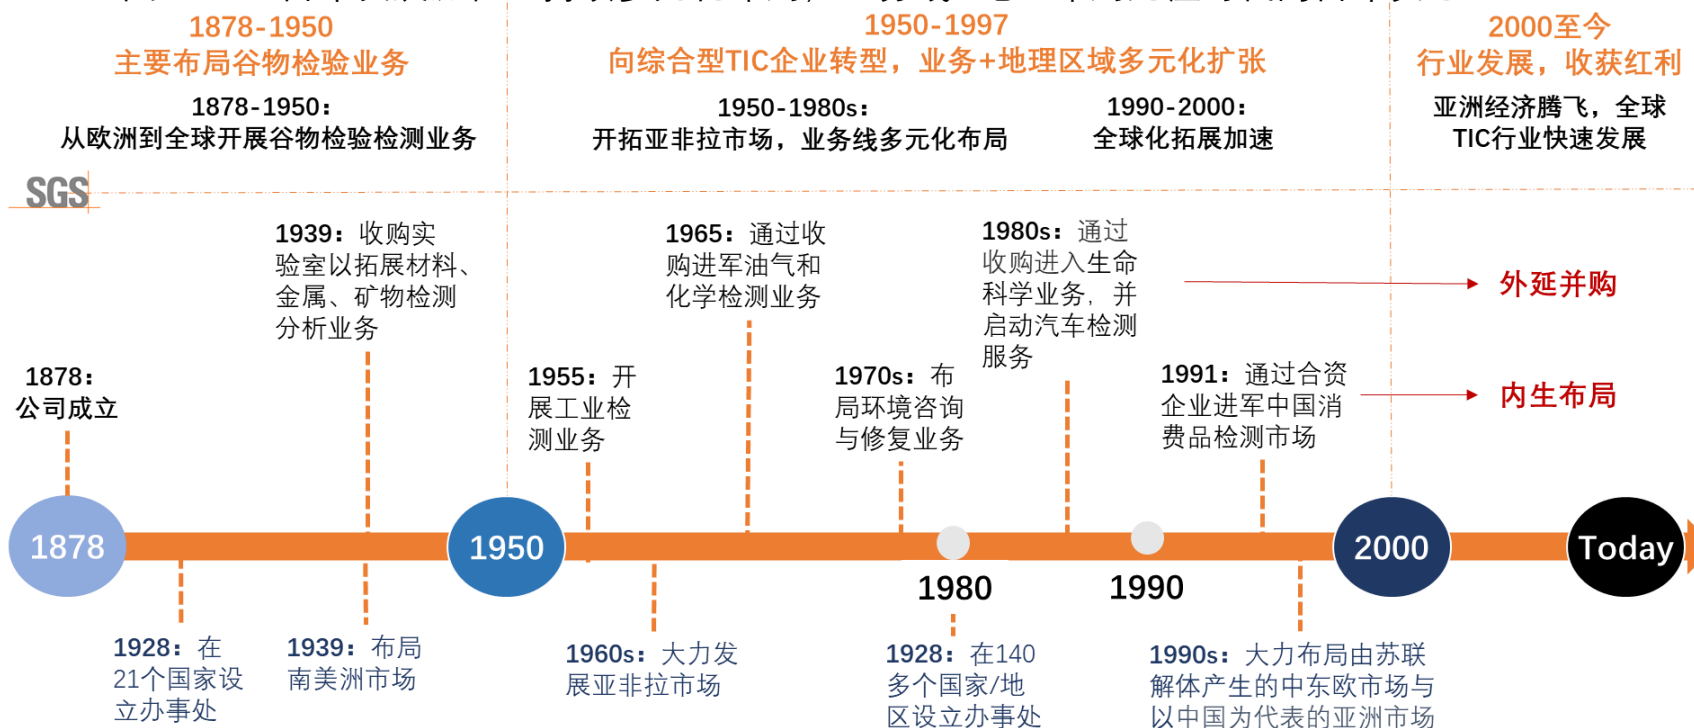 1878-1950
主要布局谷物检验业务
1950-1997
向综合型TIC企业转型，业务+地理区域多元化扩张
2000至今
行业发展，收获红利
1878-1950：
从欧洲到全球开展谷物检验检测业务
1950-1980s：
开拓亚非拉市场，业务线多元化布局
1990-2000：
全球化拓展加速
亚洲经济腾飞，全球
TIC行业快速发展
SGS
1878：
公司成立
1939：收购实
验室以拓展材料、
金属、矿物检测
分析业务
1955：开
展工业检
测业务
1965：通过收
购进军油气和
化学检测业务
1970s：布
局环境咨询
与修复业务
1980s：通过
收购进入生命
科学业务，并
启动汽车检测
服务
1991：通过合资
企业进军中国消
费品检测市场
外延并购
内生布局
1878
1950
1980
1990
2000
Today
1928：在
21个国家设
立办事处
1939：布局
南美洲市场
1960s：大力发
展亚非拉市场
1928：在140
多个国家/地
区设立办事处
1990s：大力布局由苏联
解体产生的中东欧市场与
以中国为代表的亚洲市场